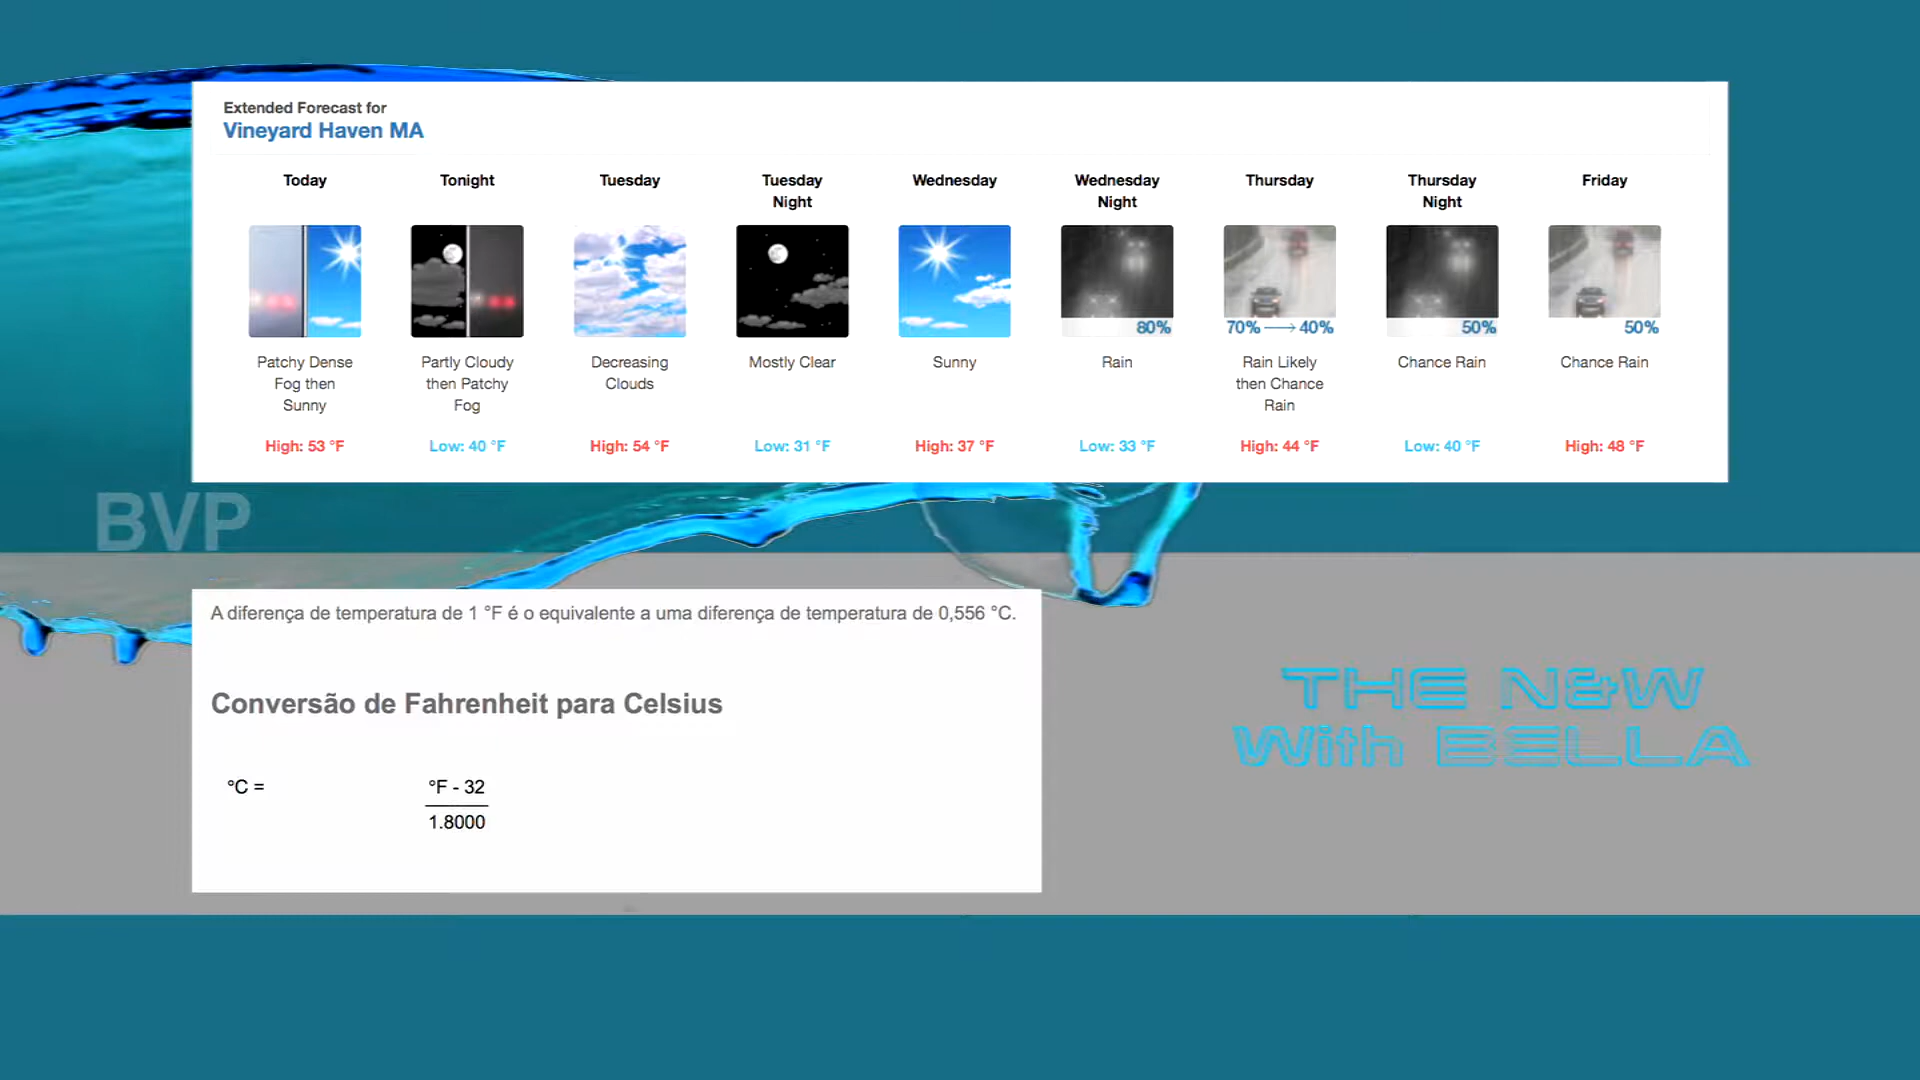 Extended Forecast for
Vineyard Haven MA
Today
Tonight
Tuesday
Tuesday
Night
Wednesday
Wednesday
Night
Thursday
Thursday
Night
Friday
80%
70% → 40%
50%
50%
Patchy Dense
Fog then
Sunny
Partly Cloudy
then Patchy
Fog
Decreasing
Clouds
Mostly Clear
Sunny
Rain
Rain Likely
then Chance
Rain
Chance Rain
Chance Rain
High: 53 °F
Low: 40 °F
High: 54 °F
Low: 31 °F
High: 37 °F
Low: 33 °F
High: 44 °F
Low: 40 °F
High: 48 °F
BVP
A diferença de temperatura de 1 °F é o equivalente a uma diferença de temperatura de 0,556 °C.
Conversão de Fahrenheit para Celsius
°C =
°F - 32
1.8000
THE N&W
With BELLA